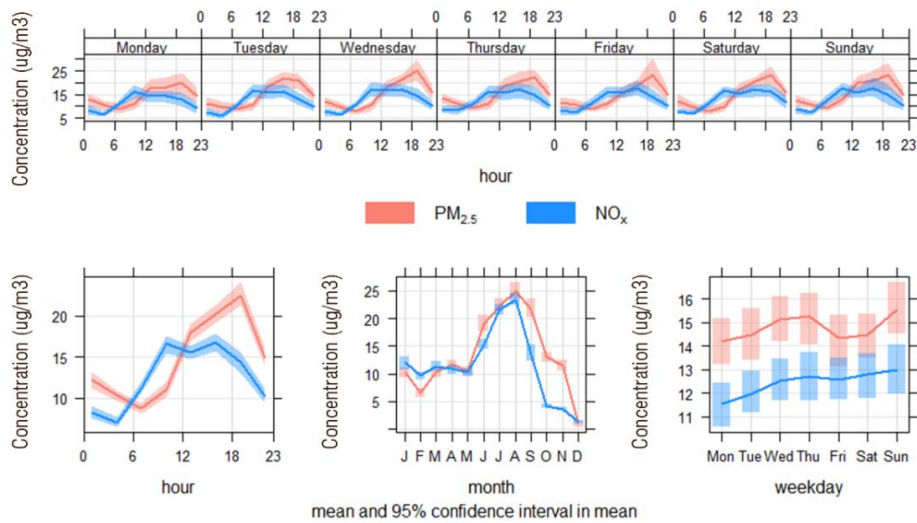 0 6 12 18 23 0 6 12 18 23 0 6 12 18 23
Monday Tuesday Wednesday Thursday Friday Saturday Sunday
Concentration (ug/m3)
25
15
5
0 6 12 18 23 0 6 12 18 23 0 6 12 18 23 0 6 12 18 23
hour
PM2.5 NOx
Concentration (ug/m3)
20
15
10
0 6 12 18 23
hour
Concentration (ug/m3)
25
20
15
10
5
J F M A M J J A S O N D
month
Concentration (ug/m3)
16
15
14
13
12
11
Mon Tue Wed Thu Fri Sat Sun
weekday
mean and 95% confidence interval in mean